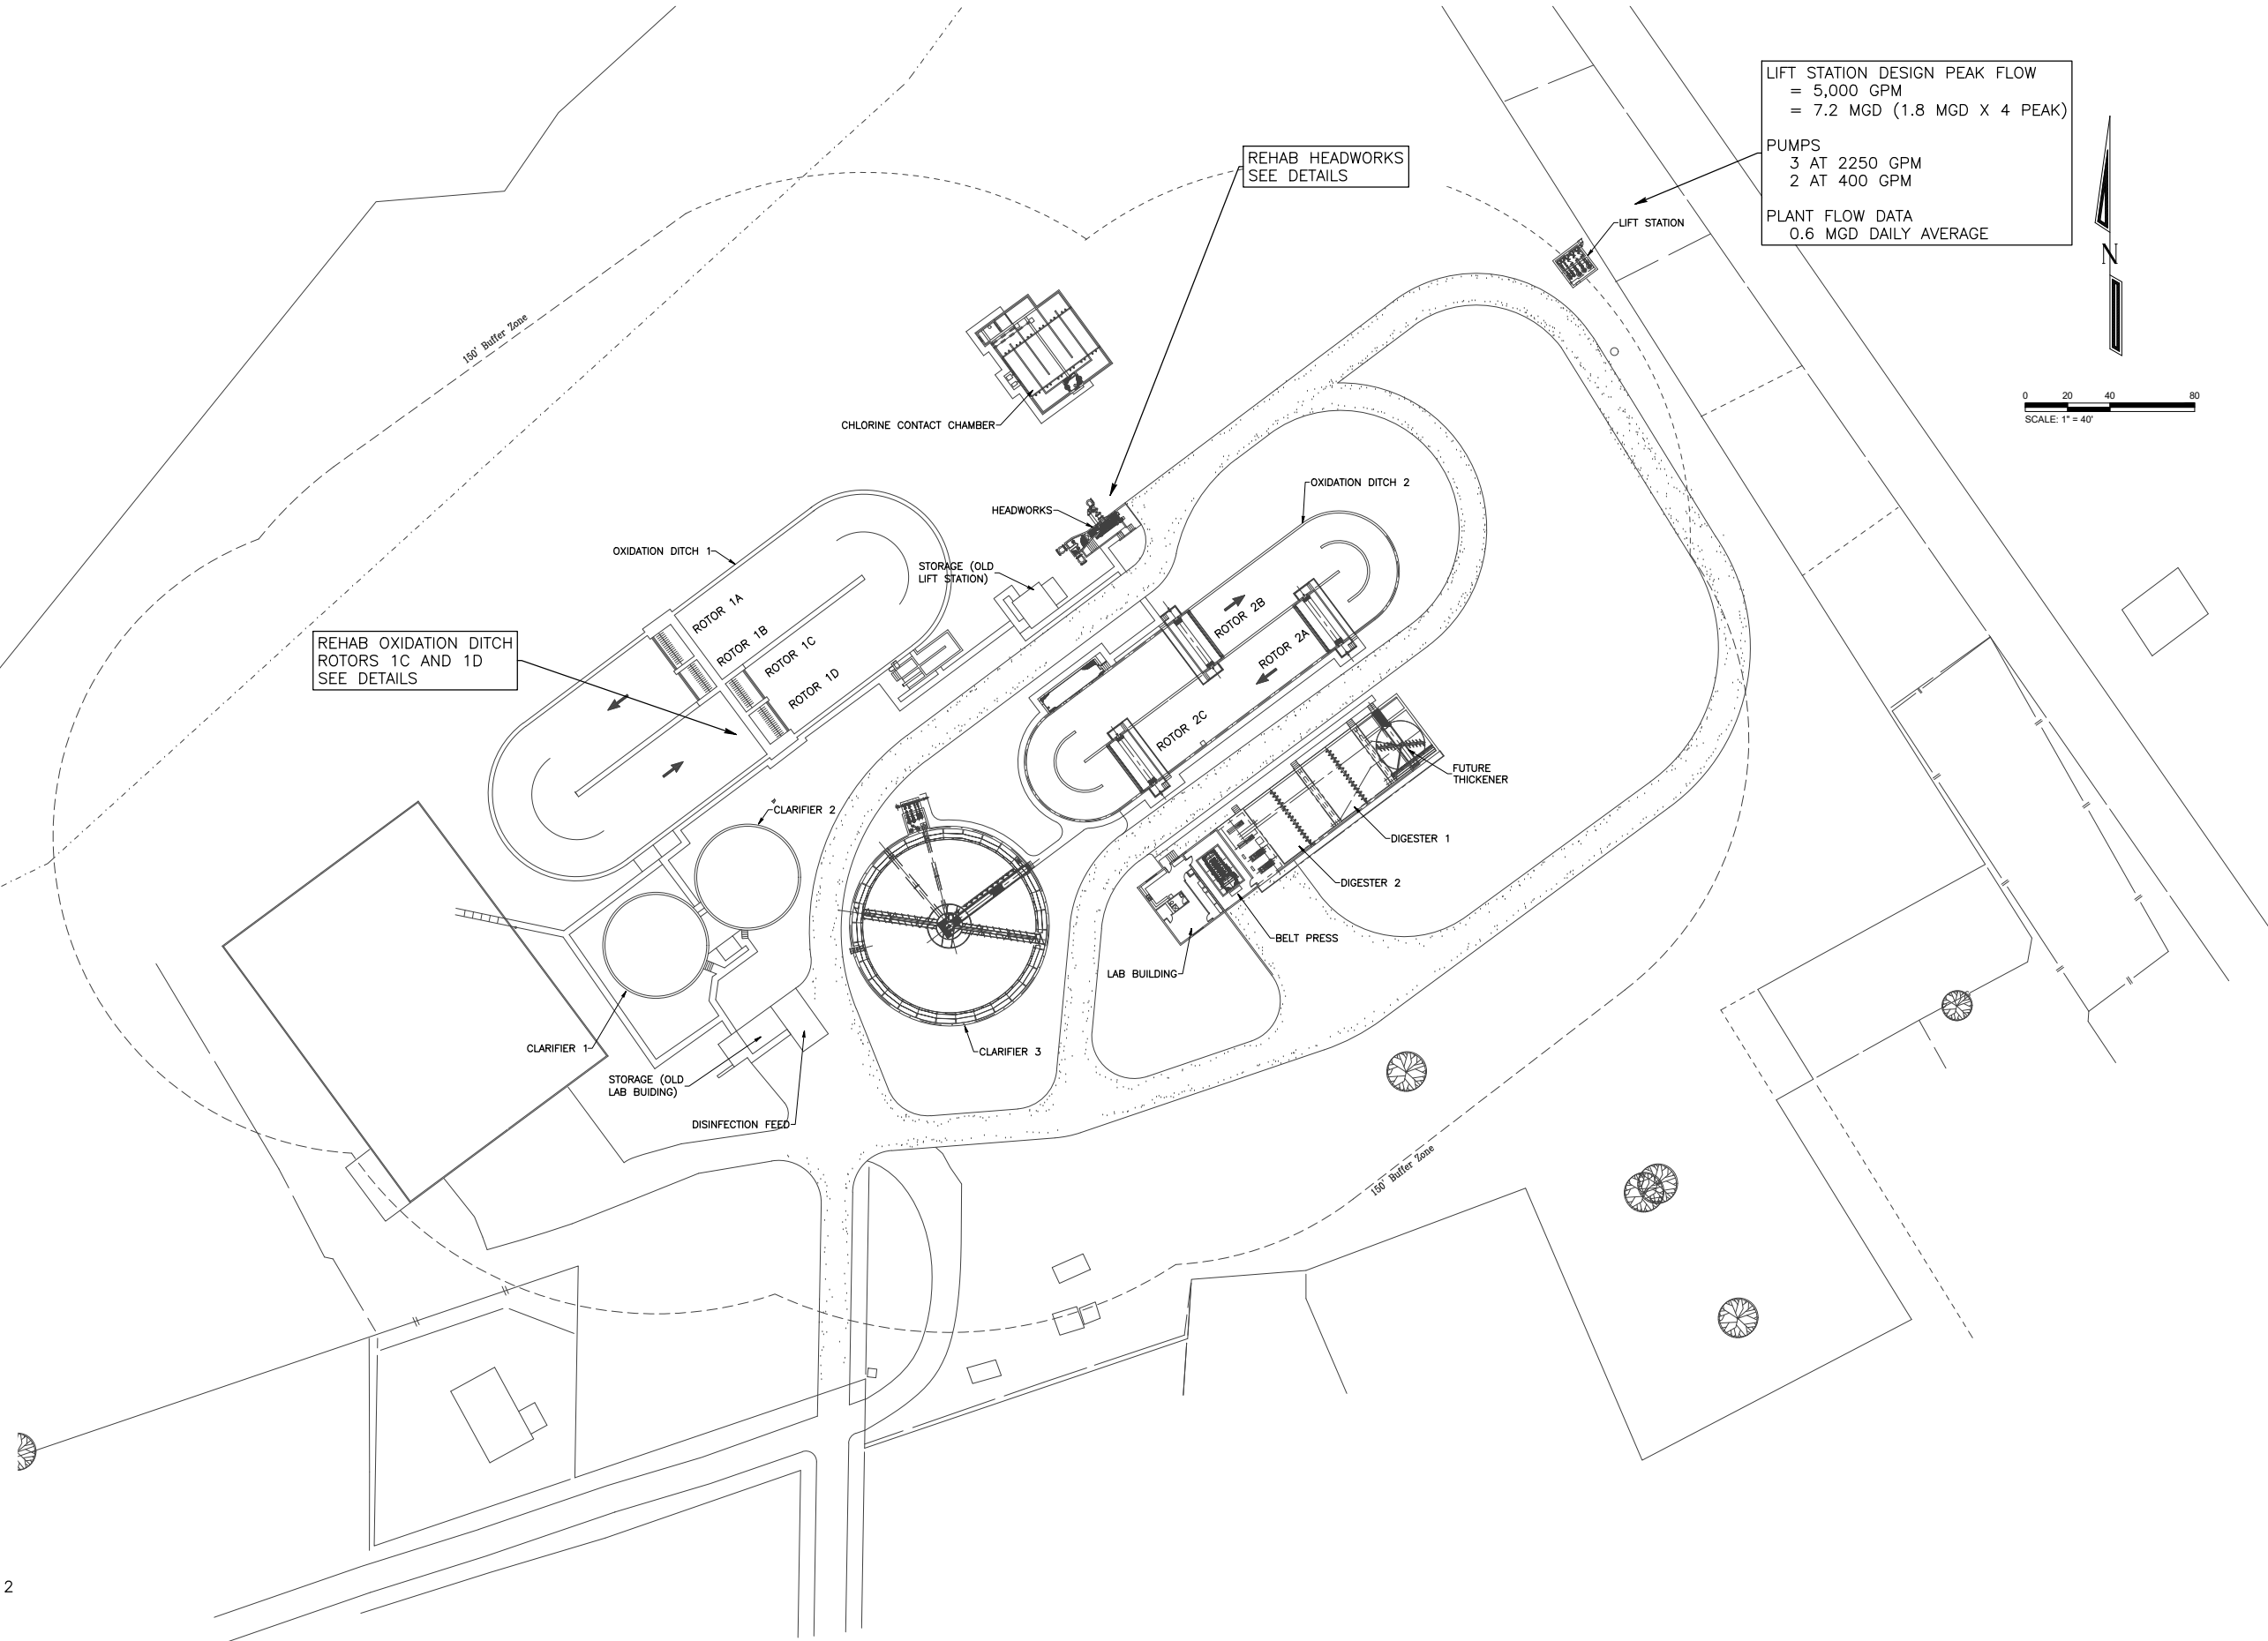 LIFT STATION DESIGN PEAK FLOW
= 5,000 GPM
= 7.2 MGD (1.8 MGD X 4 PEAK)
PUMPS
3 AT 2250 GPM
2 AT 400 GPM
PLANT FLOW DATA
0.6 MGD DAILY AVERAGE
REHAB HEADWORKS
SEE DETAILS
LIFT STATION
N
0 20 40 80
SCALE: 1" = 40'
150' Buffer Zone
CHLORINE CONTACT CHAMBER
HEADWORKS
OXIDATION DITCH 2
OXIDATION DITCH 1
STORAGE (OLD
LIFT STATION)
ROTOR 1A
ROTOR 1B
ROTOR 1C
ROTOR 1D
ROTOR 2B
ROTOR 2A
ROTOR 2C
REHAB OXIDATION DITCH
ROTORS 1C AND 1D
SEE DETAILS
FUTURE
THICKENER
CLARIFIER 2
DIGESTER 1
DIGESTER 2
BELT PRESS
LAB BUILDING
CLARIFIER 1
CLARIFIER 3
STORAGE (OLD
LAB BUIDING)
DISINFECTION FEED
150' Buffer Zone
2